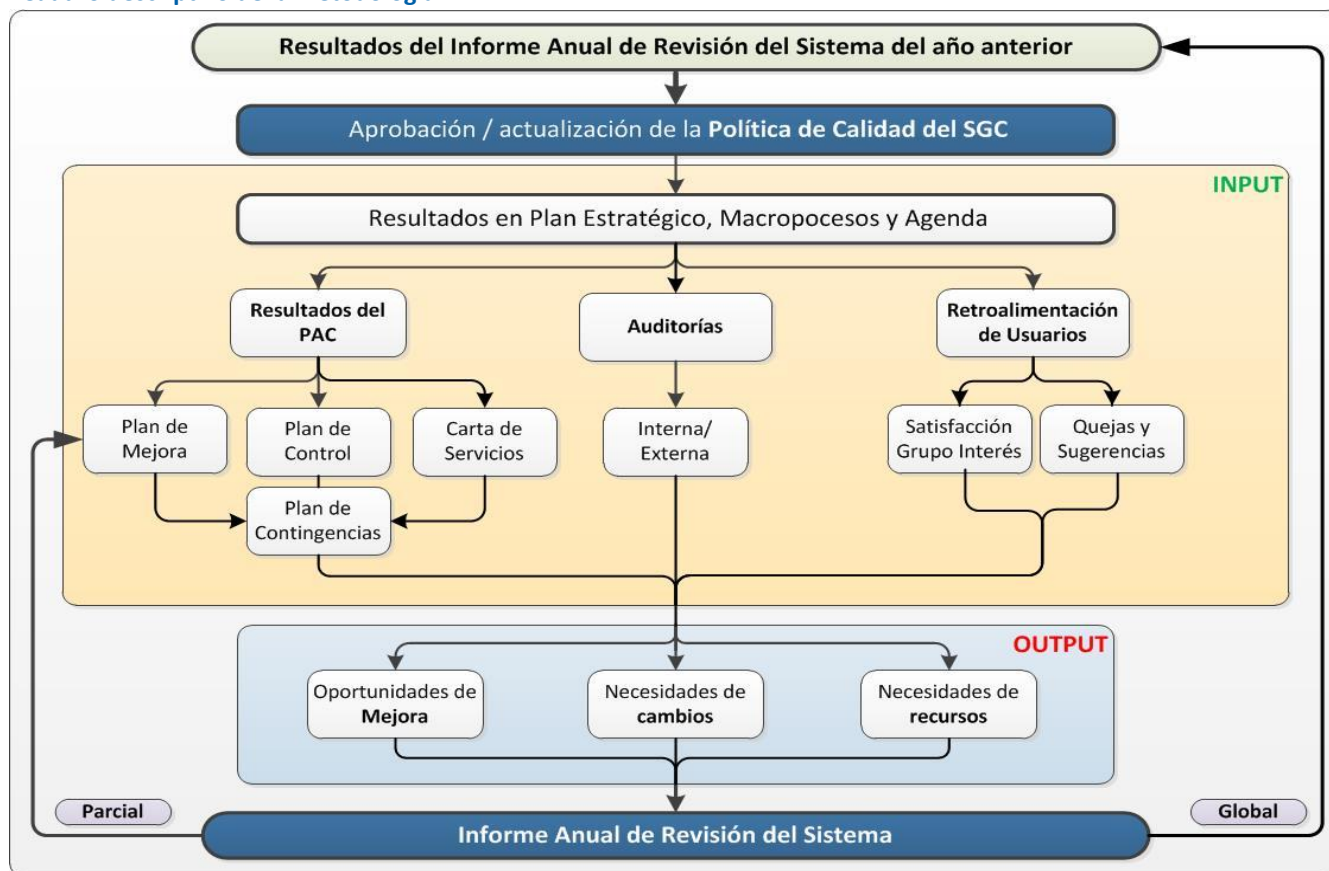 Resultados del Informe Anual de Revisión del Sistema del año anterior
Aprobación / actualización de la Política de Calidad del SGC
INPUT
Resultados en Plan Estratégico, Macropocesos y Agenda
Resultados del
PAC
Auditorías
Retroalimentación
de Usuarios
Plan de
Mejora
Plan de
Control
Carta de
Servicios
Interna/
Externa
Satisfacción
Grupo Interés
Quejas y
Sugerencias
Plan de
Contingencias
OUTPUT
Oportunidades de
Mejora
Necesidades de
cambios
Necesidades de
recursos
Parcial
Global
Informe Anual de Revisión del Sistema